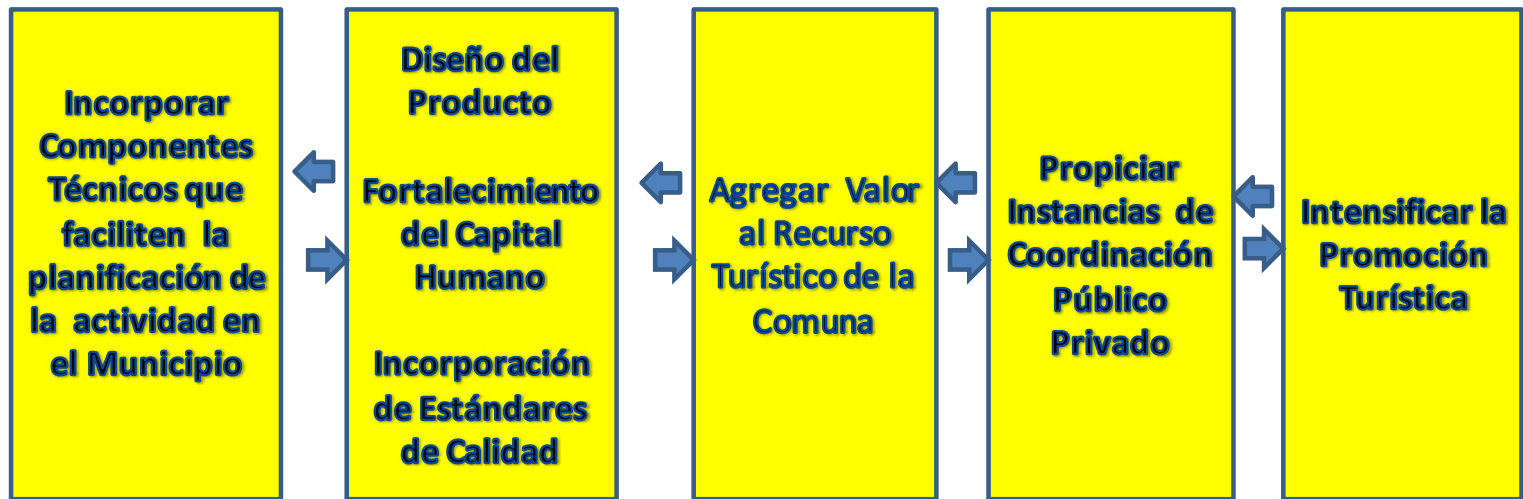 Incorporar
Componentes
Técnicos que
faciliten la
planificación de
la actividad en
el Municipio
Diseño del
Producto
Fortalecimiento
del Capital
Humano
Incorporación
de Estándares
de Calidad
Agregar Valor
al Recurso
Turístico de la
Comuna
Propiciar
Instancias de
Coordinación
Público
Privado
Intensificar la
Promoción
Turística